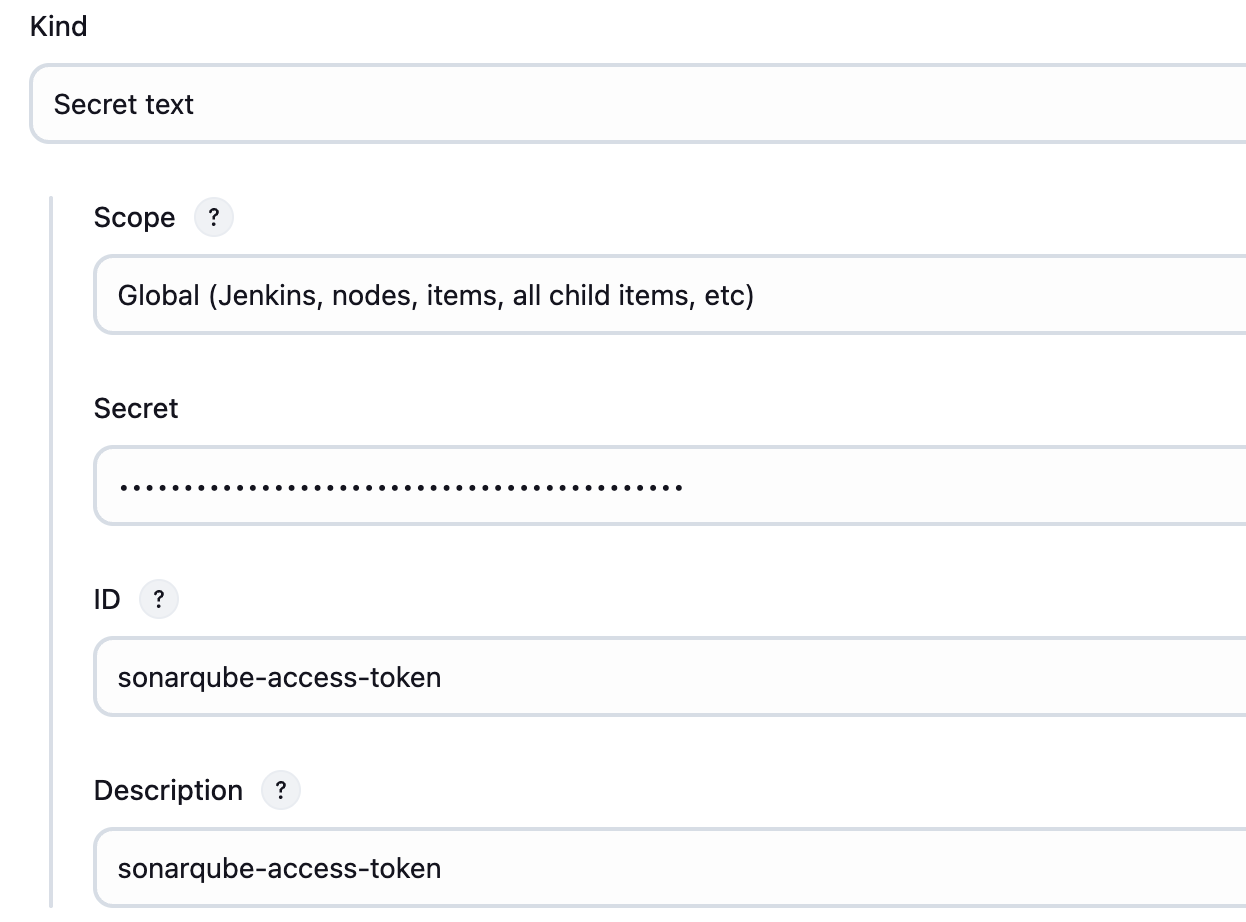 Kind
Secret text
Scope ?
Global (Jenkins, nodes, items, all child items, etc)
Secret
••••••••••••••••••••••••••••••••••••••••••••
ID ?
sonarqube-access-token
Description ?
sonarqube-access-token